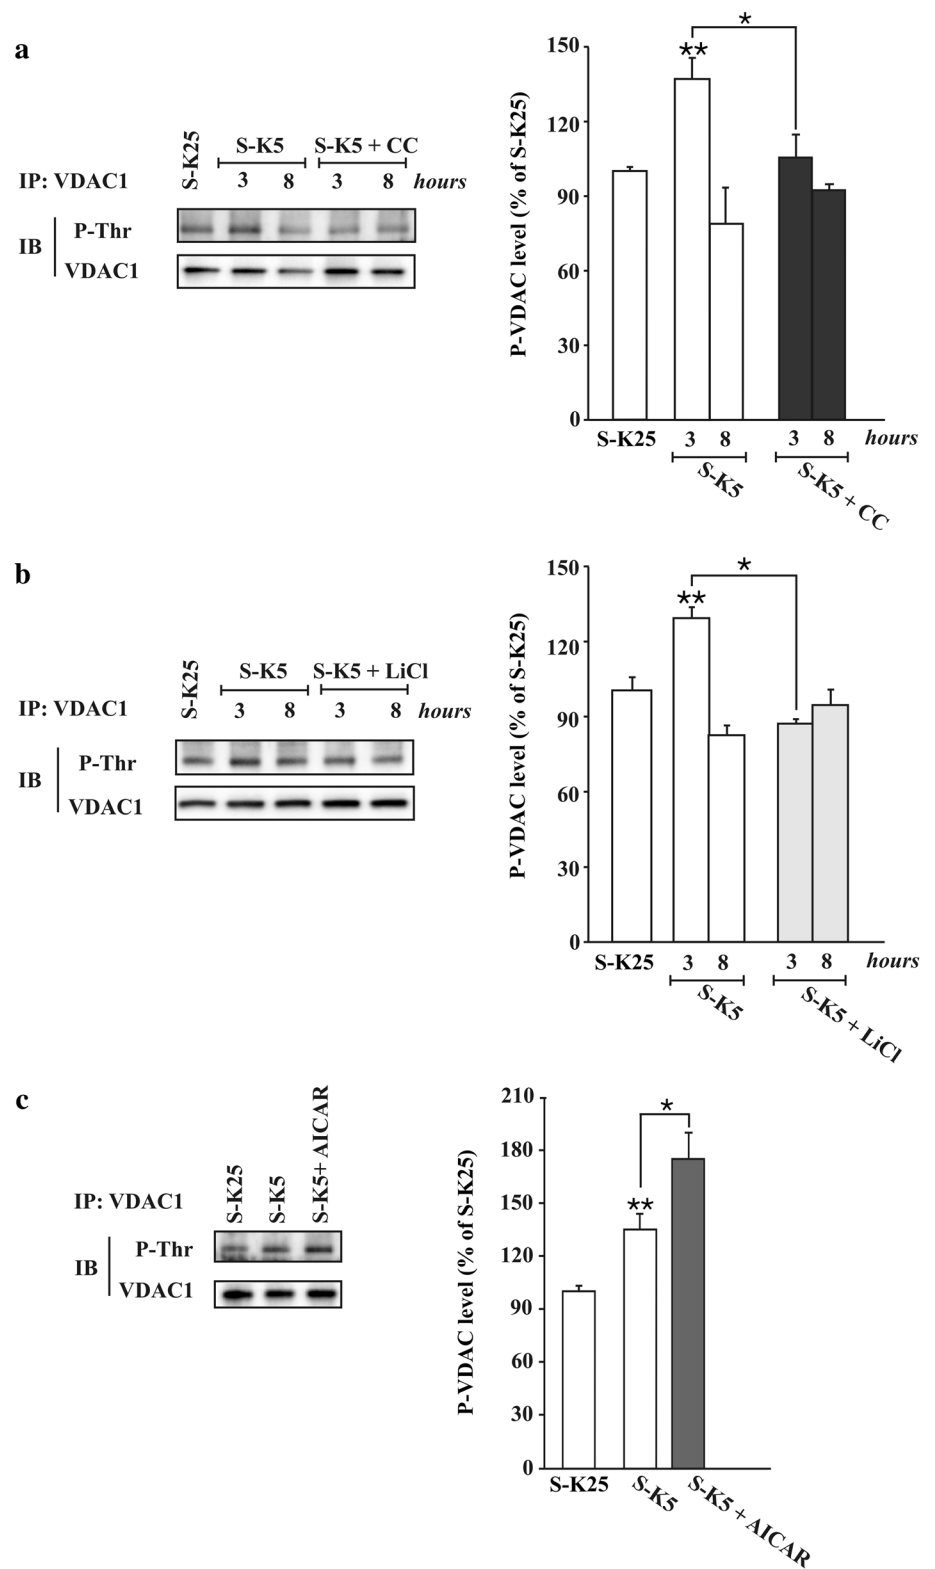 a
S-K25
S-K5
S-K5 + CC
IP: VDAC1
3 8 3 8 hours
IB
P-Thr
VDAC1
P-VDAC level (% of S-K25)
150
120
90
60
30
0
*
**
S-K25 3 8 3 8 hours
S-K5
S-K5 + CC
b
S-K25
S-K5
S-K5 + LiCl
IP: VDAC1
3 8 3 8 hours
IB
P-Thr
VDAC1
P-VDAC level (% of S-K25)
150
120
90
60
30
0
*
**
S-K25 3 8 3 8 hours
S-K5
S-K5 + LiCl
c
IP: VDAC1
S-K25
S-K5
S-K5+ AICAR
IB
P-Thr
VDAC1
P-VDAC level (% of S-K25)
210
180
150
120
90
60
30
0
*
**
S-K25
S-K5
S-K5 + AICAR